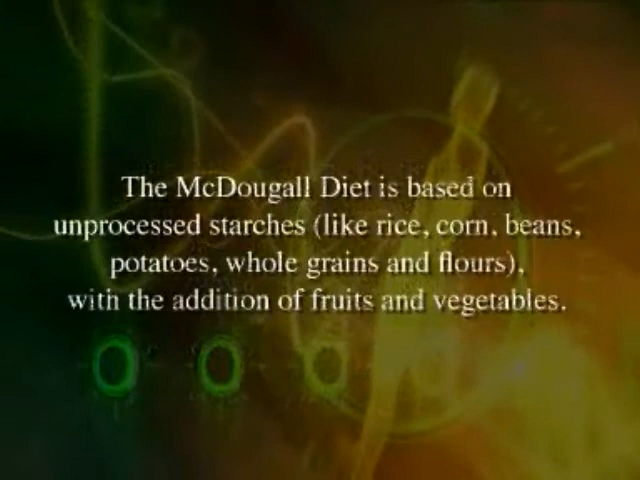 The McDougall Diet is based on
unprocessed starches (like rice, corn, beans,
potatoes, whole grains and flours),
with the addition of fruits and vegetables.